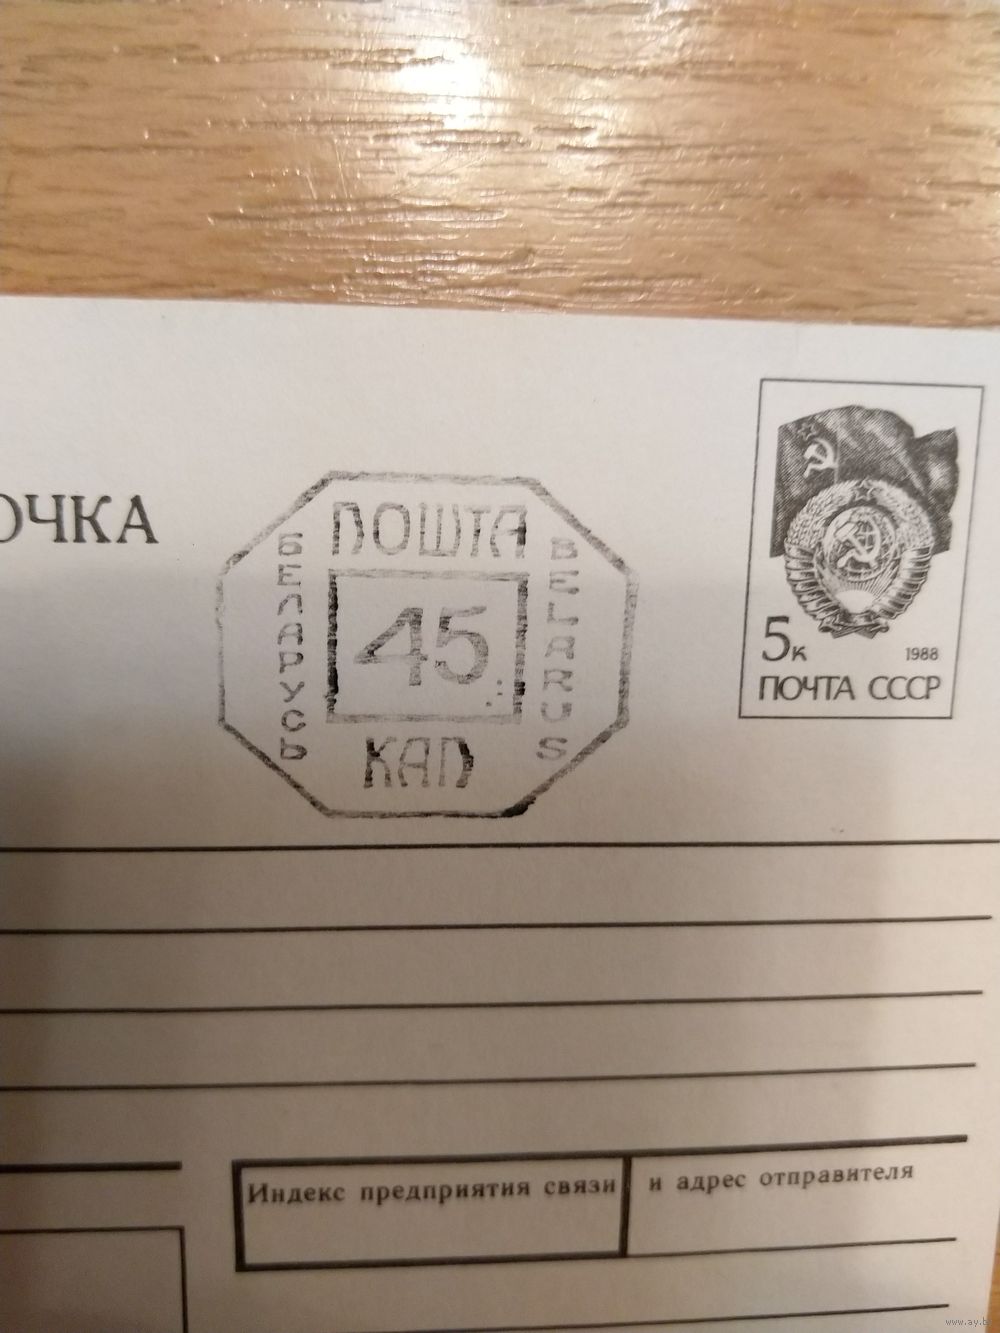 ОЧКА
ПОШТА
БЕЛАРУСЬ
45
BELARUS
КАП
5к
1988
ПОЧТА СССР
Индекс предприятия связи
и адрес отправителя